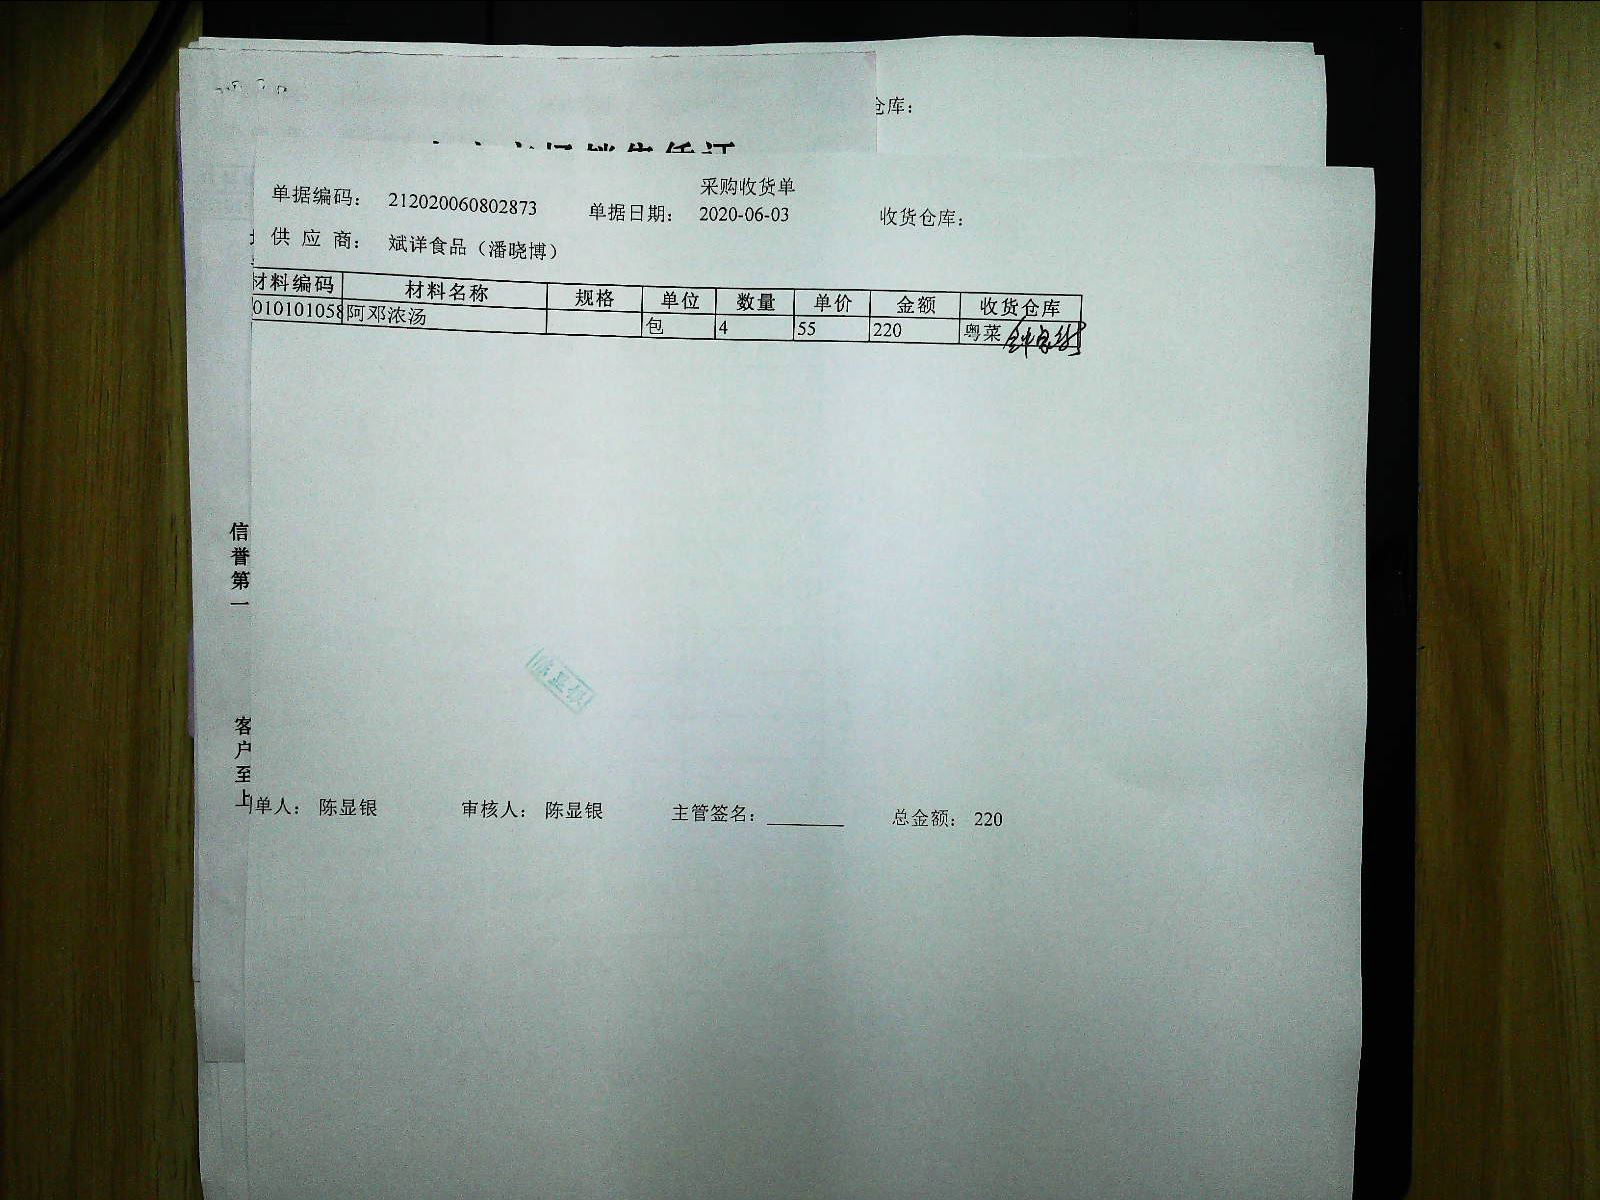 仓库：
采购收货单
单据编码： 212020060802873 单据日期： 2020-06-03 收货仓库：
供应商： 斌详食品（潘晓博）
材料编码 材料名称 规格 单位 数量 单价 金额 收货仓库
010101058 阿邓浓汤 包 4 55 220 粤菜
信誉第一
客户至上
单人： 陈显银 审核人： 陈显银 主管签名：________ 总金额： 220